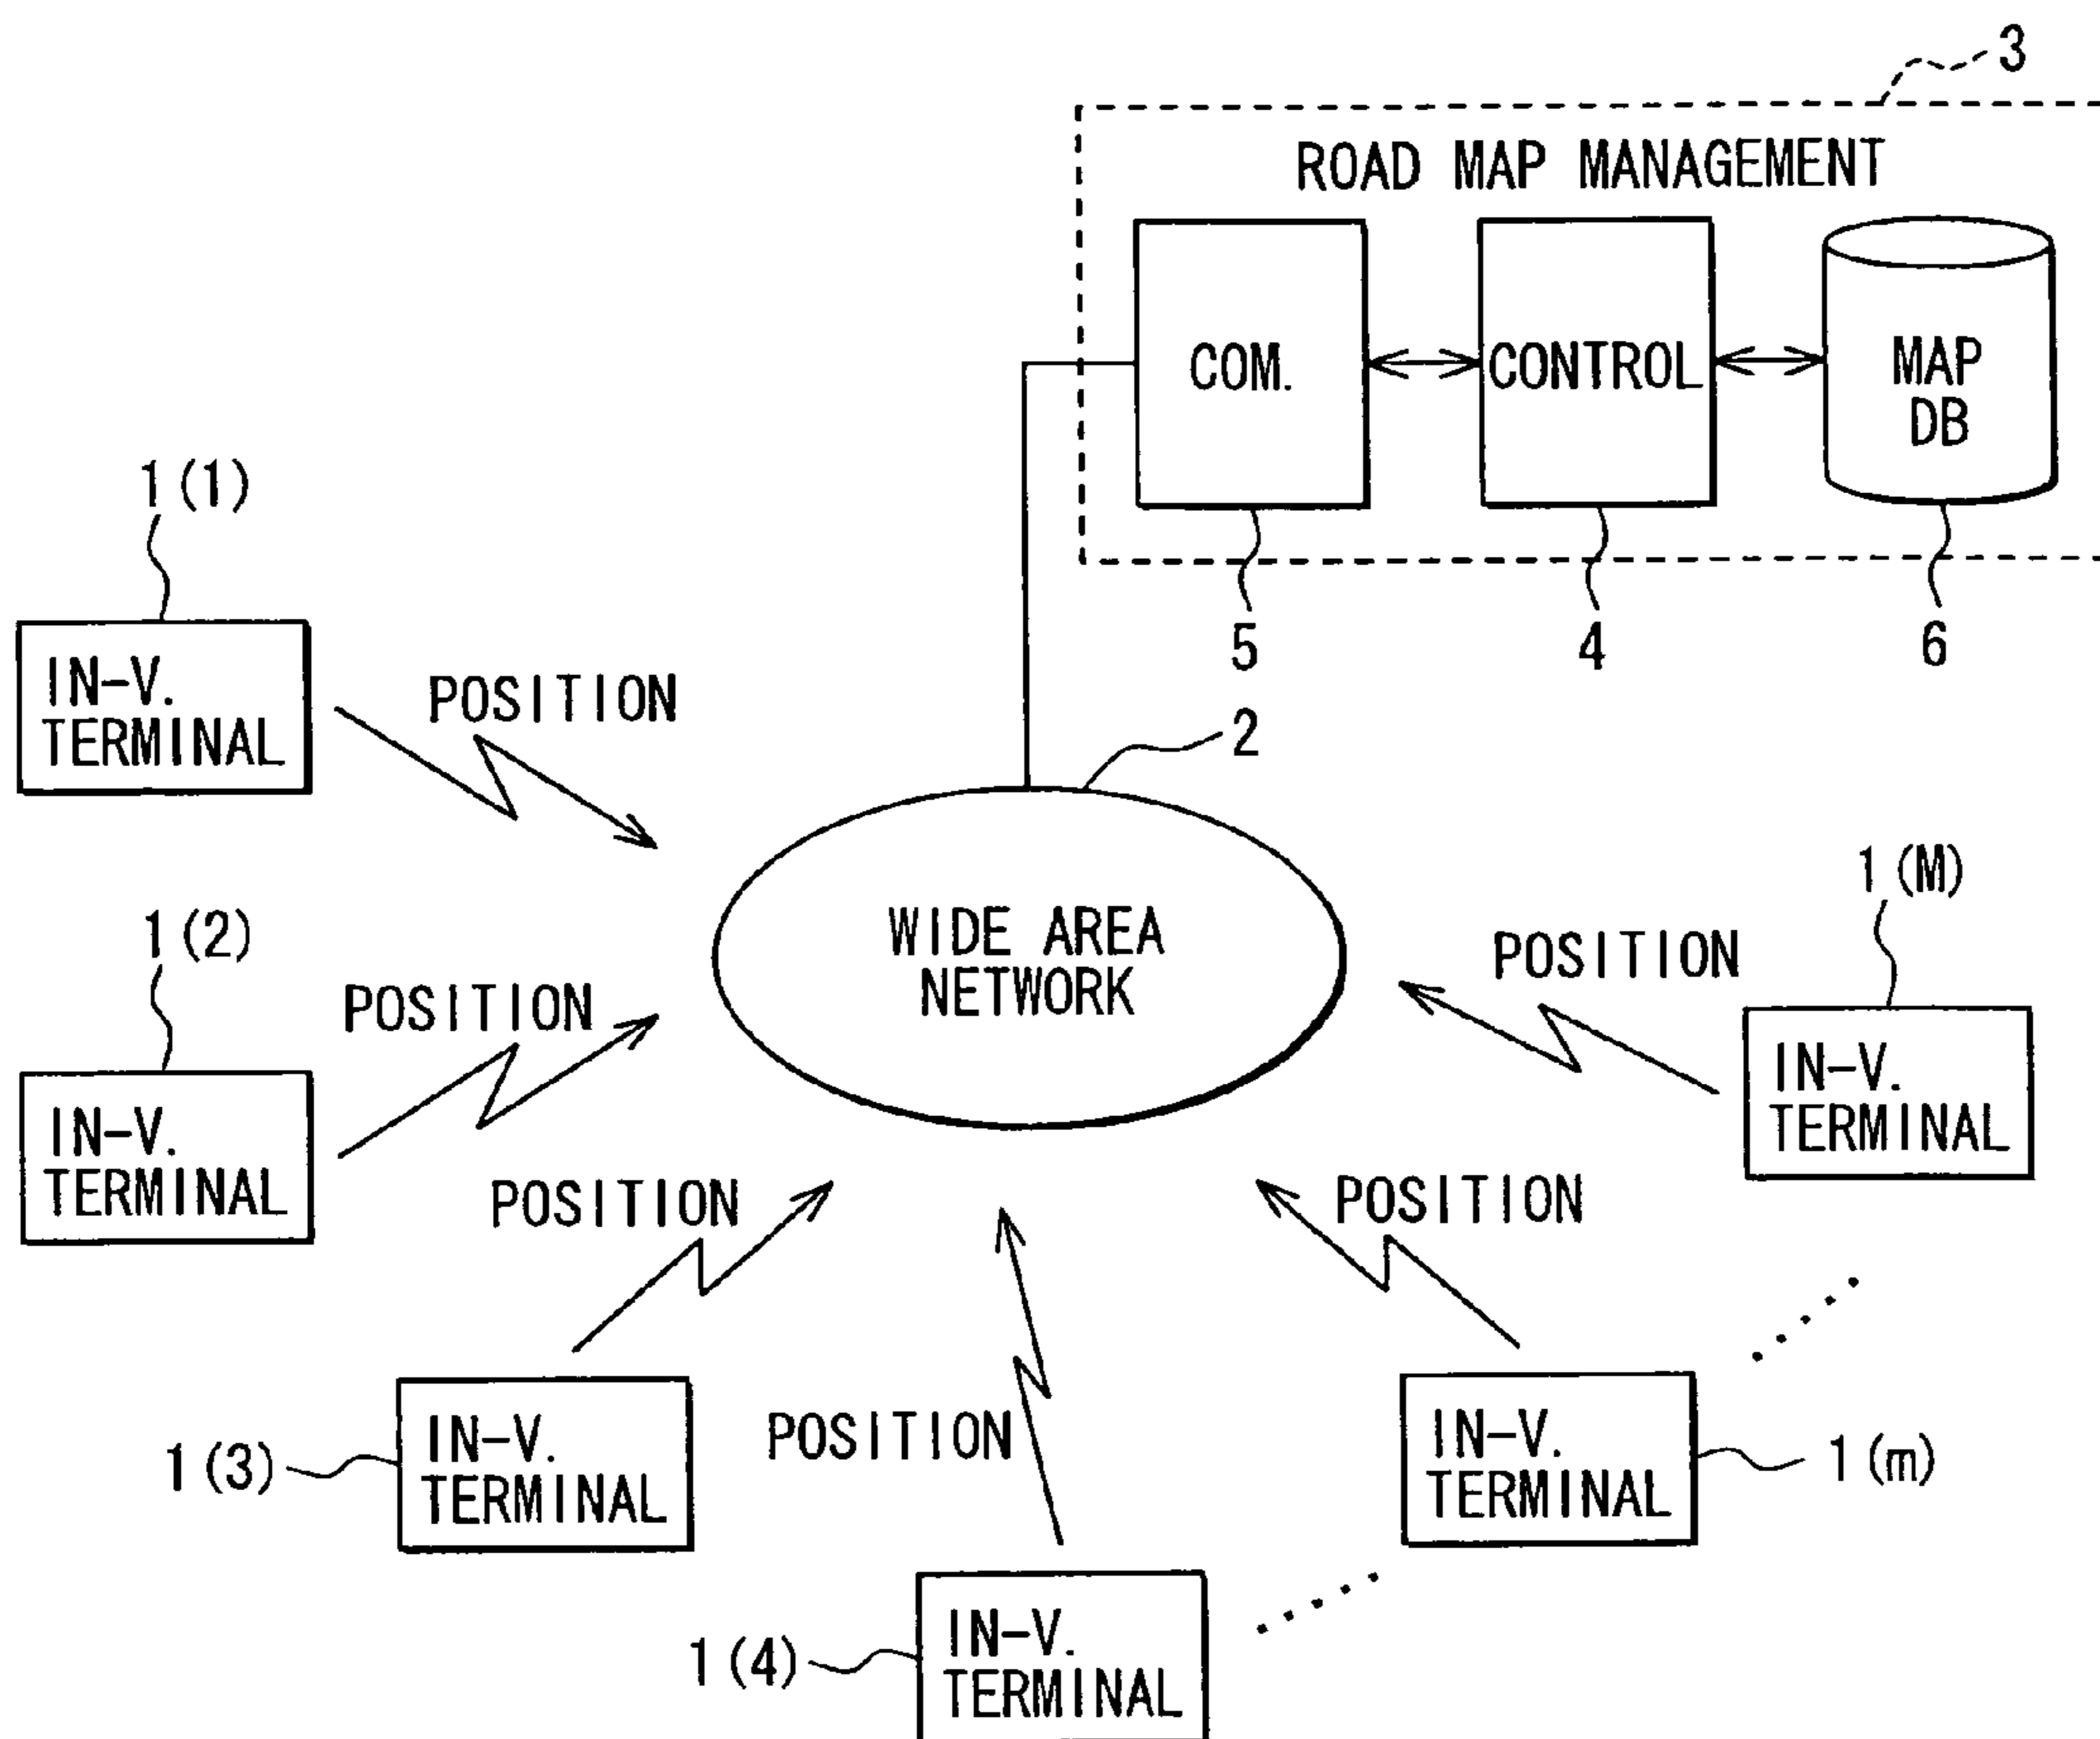 3
ROAD MAP MANAGEMENT
COM.
CONTROL
MAP
DB
5
4
6
1(1)
IN-V.
TERMINAL
POSITION
2
WIDE AREA
NETWORK
1(2)
IN-V.
TERMINAL
POSITION
1(M)
POSITION
IN-V.
TERMINAL
POSITION
1(3)
IN-V.
TERMINAL
POSITION
1(4)
IN-V.
TERMINAL
POSITION
IN-V.
TERMINAL
1(m)